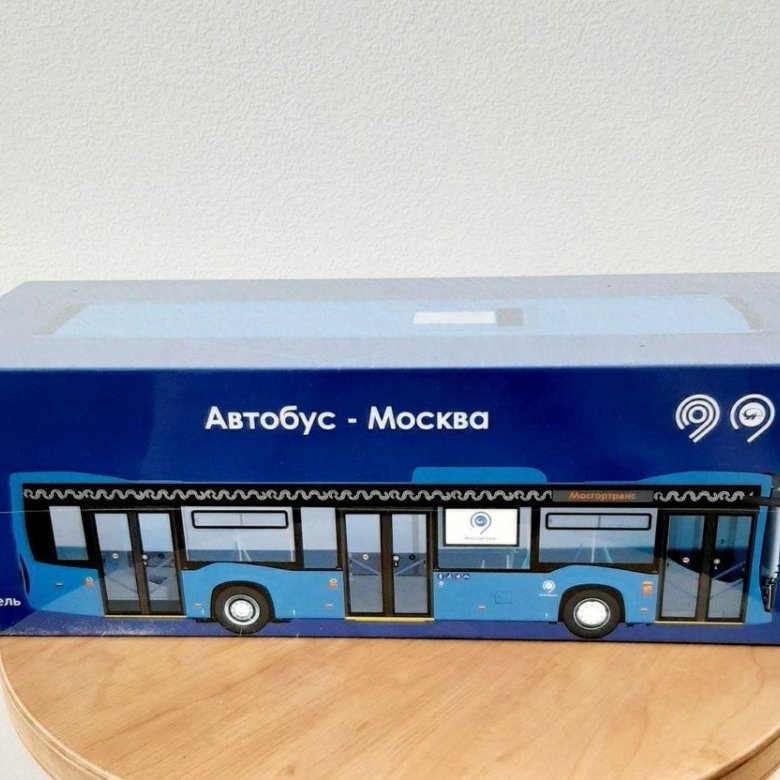 Автобус - Москва
Мосгортранс
ель